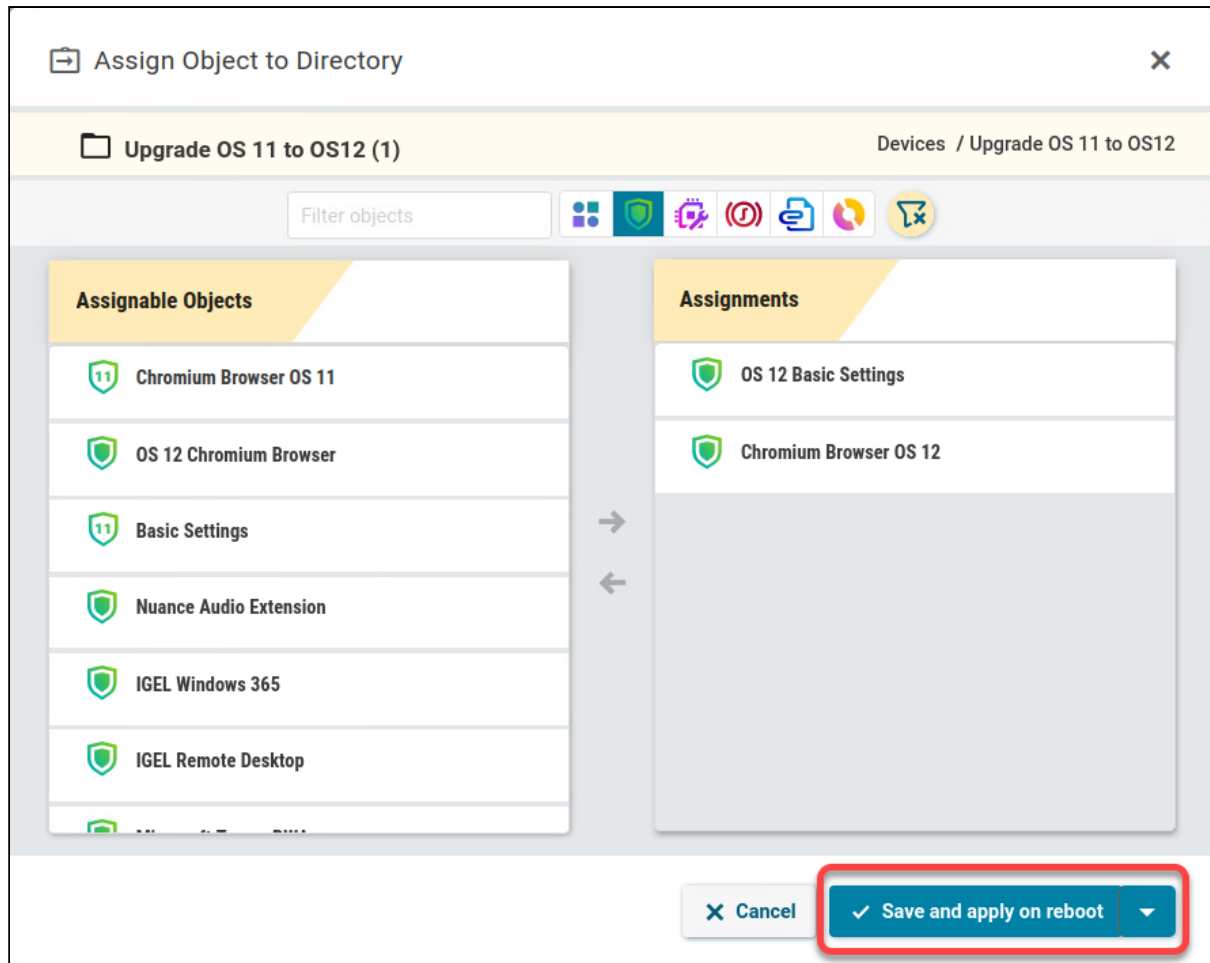 Assign Object to Directory
Upgrade OS 11 to OS12 (1)
Devices / Upgrade OS 11 to OS12
Filter objects
Assignable Objects
11 Chromium Browser OS 11
OS 12 Chromium Browser
11 Basic Settings
Nuance Audio Extension
IGEL Windows 365
IGEL Remote Desktop
Assignments
OS 12 Basic Settings
Chromium Browser OS 12
Cancel
Save and apply on reboot